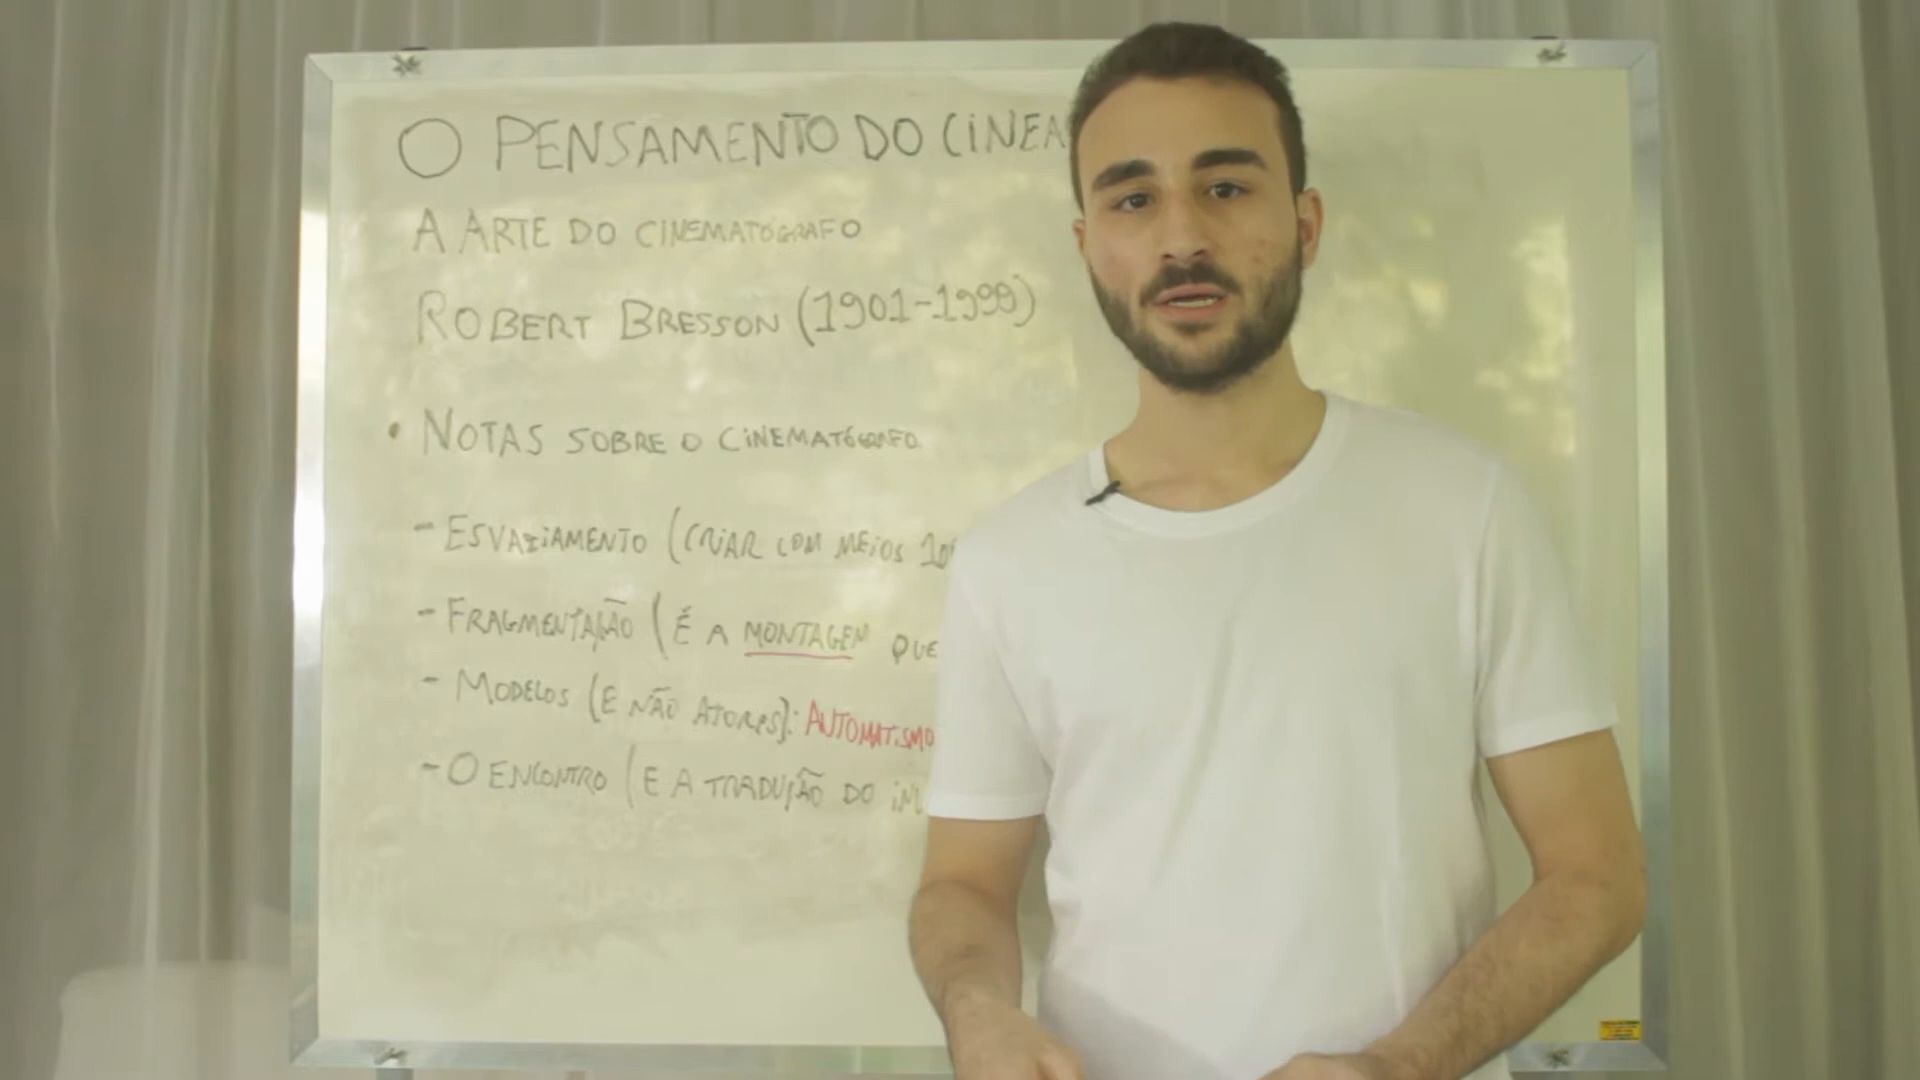 O PENSAMENTO DO CINEA
A ARTE DO CINEMATÓGRAFO
ROBERT BRESSON (1901-1999)
• NOTAS SOBRE O CINEMATÓGRAFO
- ESVAZIAMENTO (CRIAR COM MEIOS
- FRAGMENTAÇÃO (É A MONTAGEM QUE
- MODELOS (E NÃO ATORES): AUTOMATISMO
- O ENCONTRO (E A TRADUÇÃO DO